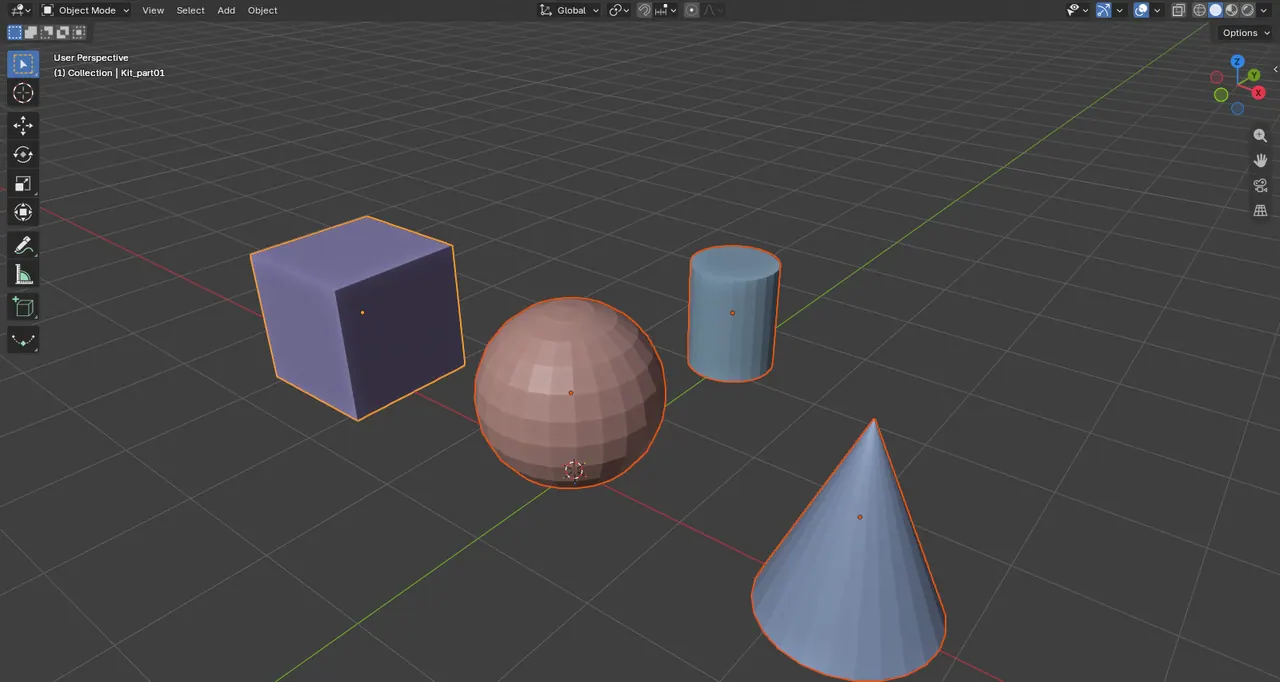 Object Mode View Select Add Object Global
Options
User Perspective
(1) Collection | Kit_part01
Z
Y
X